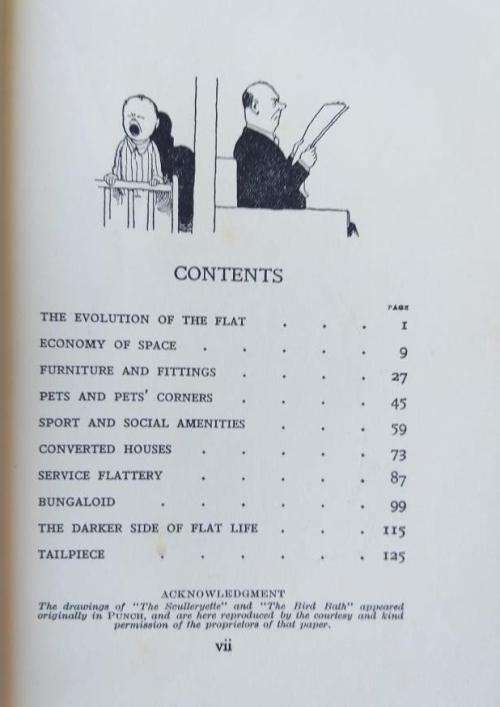 CONTENTS
PAGE
THE EVOLUTION OF THE FLAT . . . 1
ECONOMY OF SPACE . . . . . 9
FURNITURE AND FITTINGS . . . . 27
PETS AND PETS' CORNERS . . . . 45
SPORT AND SOCIAL AMENITIES . . . 59
CONVERTED HOUSES . . . . . 73
SERVICE FLATTERY . . . . . 87
BUNGALOID . . . . . . 99
THE DARKER SIDE OF FLAT LIFE . . . 115
TAILPIECE . . . . . . 125
ACKNOWLEDGMENT
The drawings of "The Sculleryette" and "The Bird Bath" appeared
originally in PUNCH, and are here reproduced by the courtesy and kind
permission of the proprietors of that paper.
vii